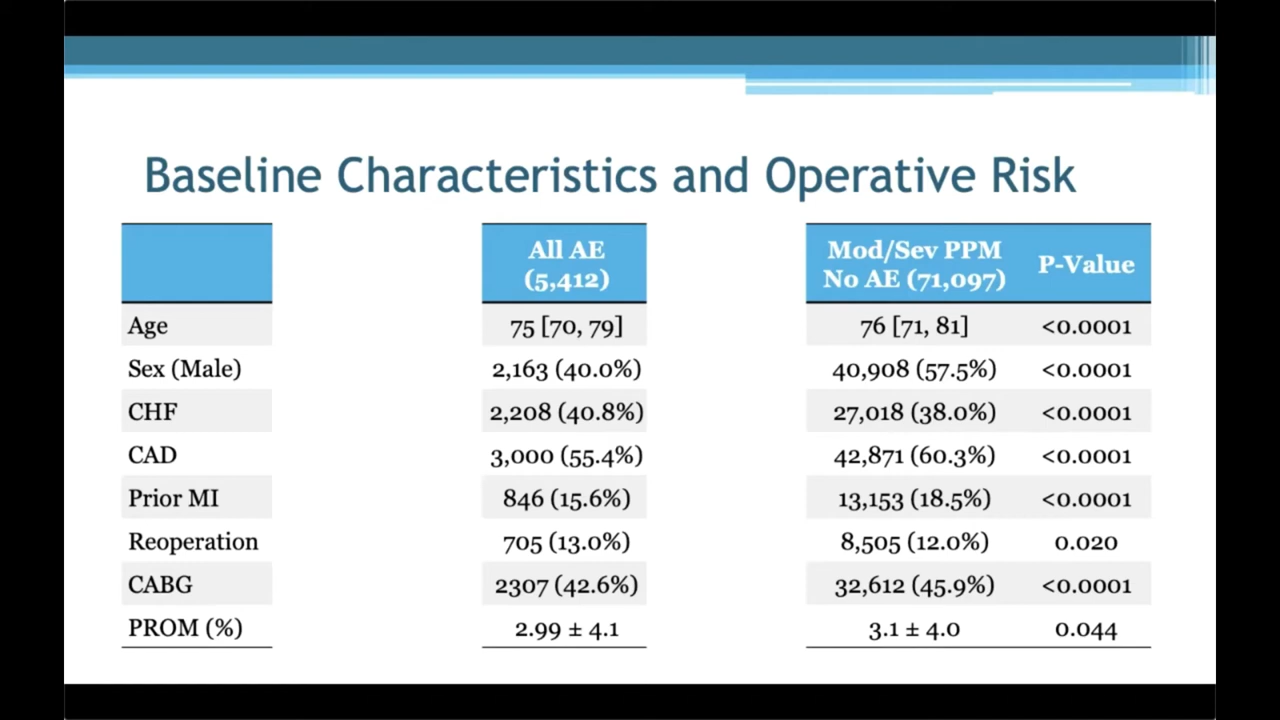 Baseline Characteristics and Operative Risk
All AE
(5,412)
Mod/Sev PPM
No AE (71,097)
P-Value
Age 75 [70, 79] 76 [71, 81] <0.0001
Sex (Male) 2,163 (40.0%) 40,908 (57.5%) <0.0001
CHF 2,208 (40.8%) 27,018 (38.0%) <0.0001
CAD 3,000 (55.4%) 42,871 (60.3%) <0.0001
Prior MI 846 (15.6%) 13,153 (18.5%) <0.0001
Reoperation 705 (13.0%) 8,505 (12.0%) 0.020
CABG 2307 (42.6%) 32,612 (45.9%) <0.0001
PROM (%) 2.99 ± 4.1 3.1 ± 4.0 0.044